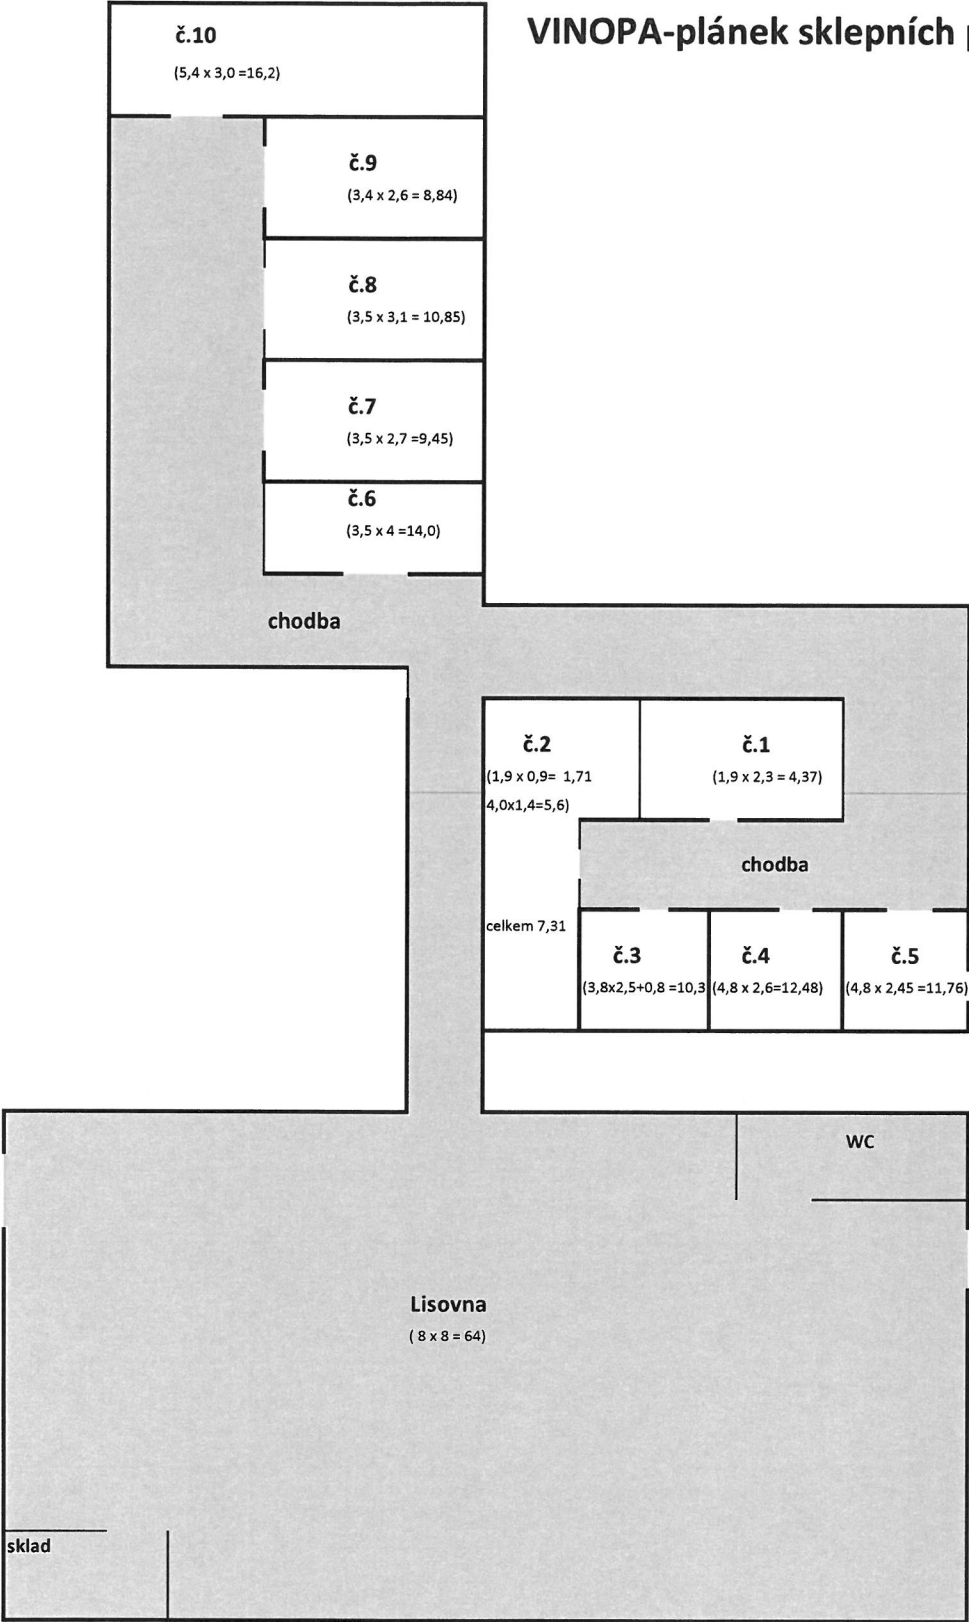 VINOPA-plánek sklepních
č.10
(5,4 x 3,0 =16,2)
č.9
(3,4 x 2,6 = 8,84)
č.8
(3,5 x 3,1 = 10,85)
č.7
(3,5 x 2,7 =9,45)
č.6
(3,5 x 4 =14,0)
chodba
č.2
(1,9 x 0,9= 1,71
4,0x1,4=5,6)
celkem 7,31
č.1
(1,9 x 2,3 = 4,37)
chodba
č.3
(3,8x2,5+0,8 =10,3
č.4
(4,8 x 2,6=12,48)
č.5
(4,8 x 2,45 =11,76)
WC
Lisovna
( 8 x 8 = 64)
sklad